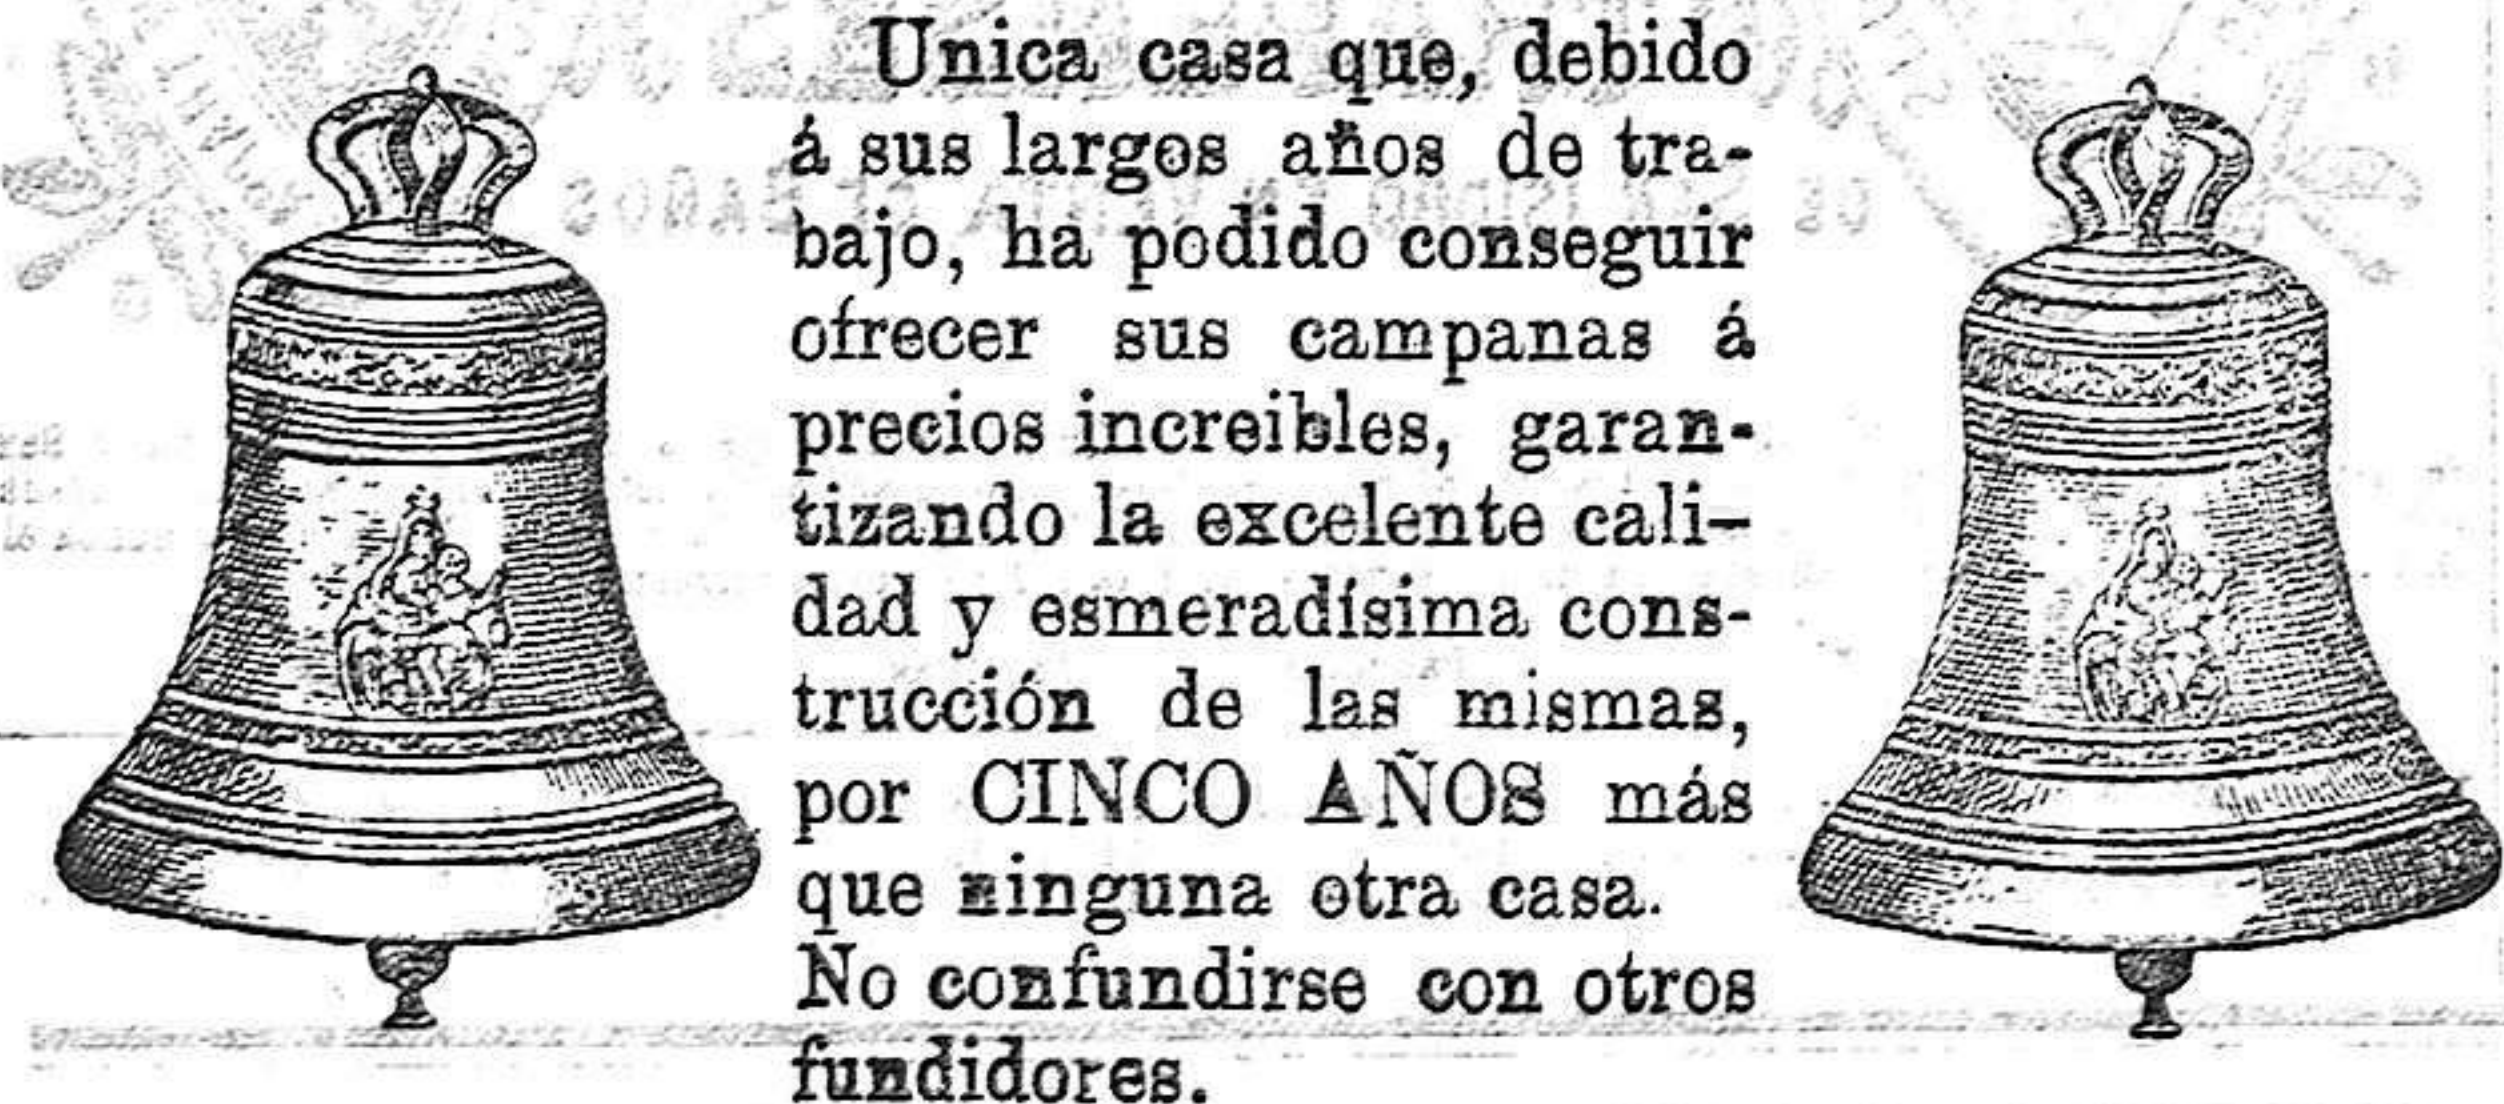 Unica casa que, debido
á sus largos años de tra-
bajo, ha podido conseguir
ofrecer sus campanas á
precios increibles, garan-
tizando la excelente cali-
dad y esmeradísima cons-
trucción de las mismas,
por CINCO AÑOS más
que ninguna otra casa.
No confundirse con otros
fundidores.